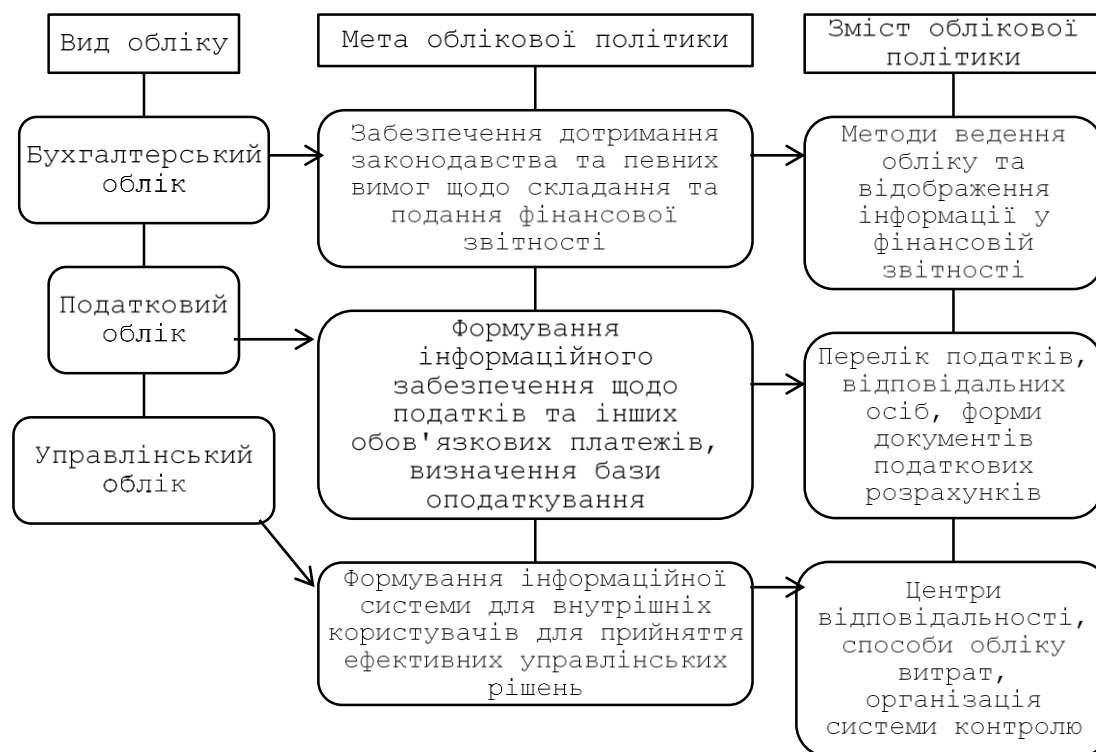 Вид обліку
Мета облікової політики
Зміст облікової
політики
Бухгалтерський
облік
Забезпечення дотримання
законодавства та певних
вимог щодо складання та
подання фінансової
звітності
Методи ведення
обліку та
відображення
інформації у
фінансовій
звітності
Податковий
облік
Формування
інформаційного
забезпечення щодо
податків та інших
обов'язкових платежів,
визначення бази
оподаткування
Перелік податків,
відповідальних
осіб, форми
документів
податкових
розрахунків
Управлінський
облік
Формування інформаційної
системи для внутрішніх
користувачів для прийняття
ефективних управлінських
рішень
Центри
відповідальності,
способи обліку
витрат,
організація
системи контролю